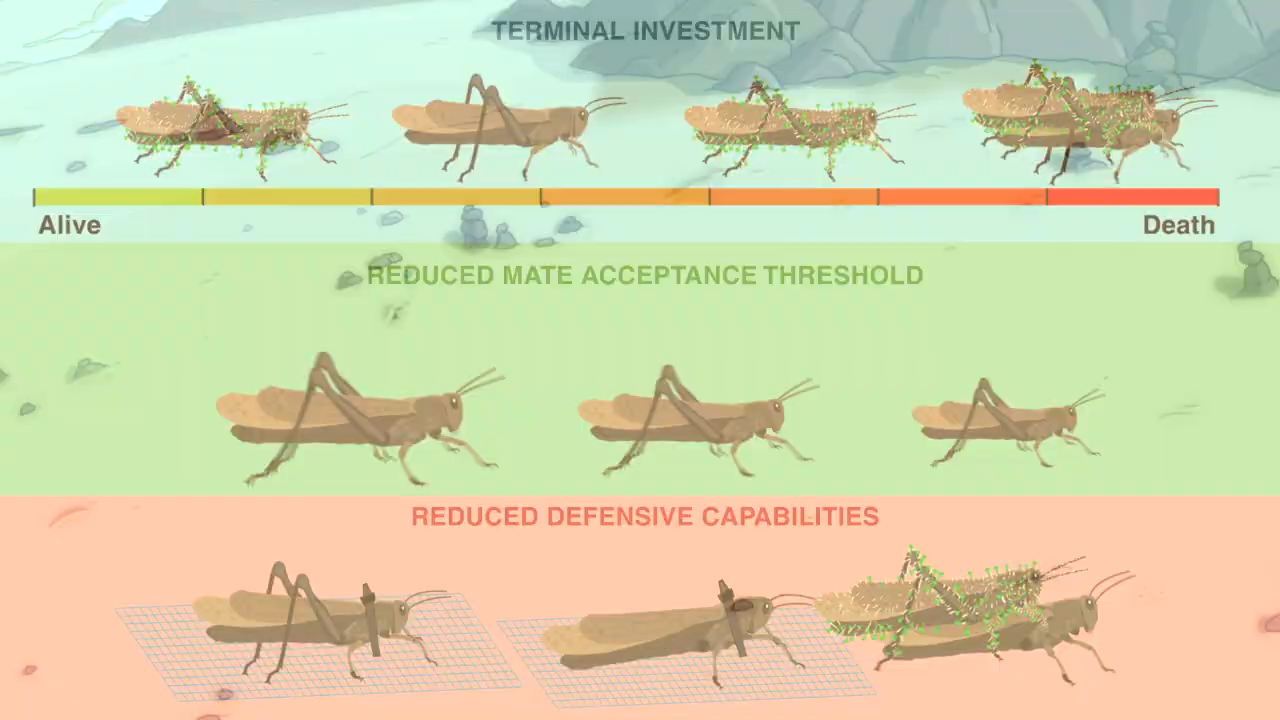 TERMINAL INVESTMENT
Alive
Death
REDUCED MATE ACCEPTANCE THRESHOLD
REDUCED DEFENSIVE CAPABILITIES